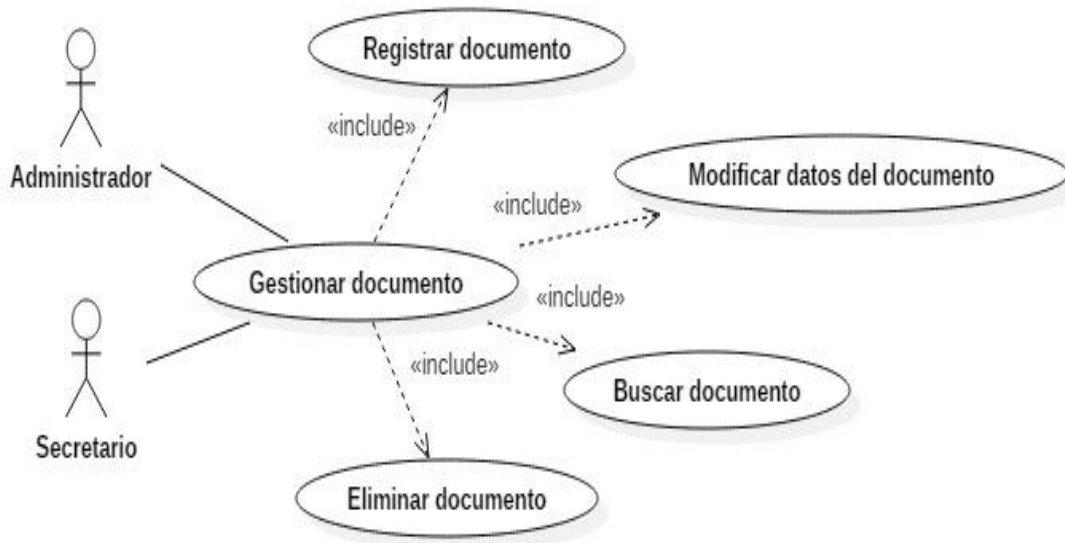 Registrar documento
«include»
Administrador
Modificar datos del documento
«include»
Gestionar documento
«include»
«include»
Buscar documento
Secretario
Eliminar documento